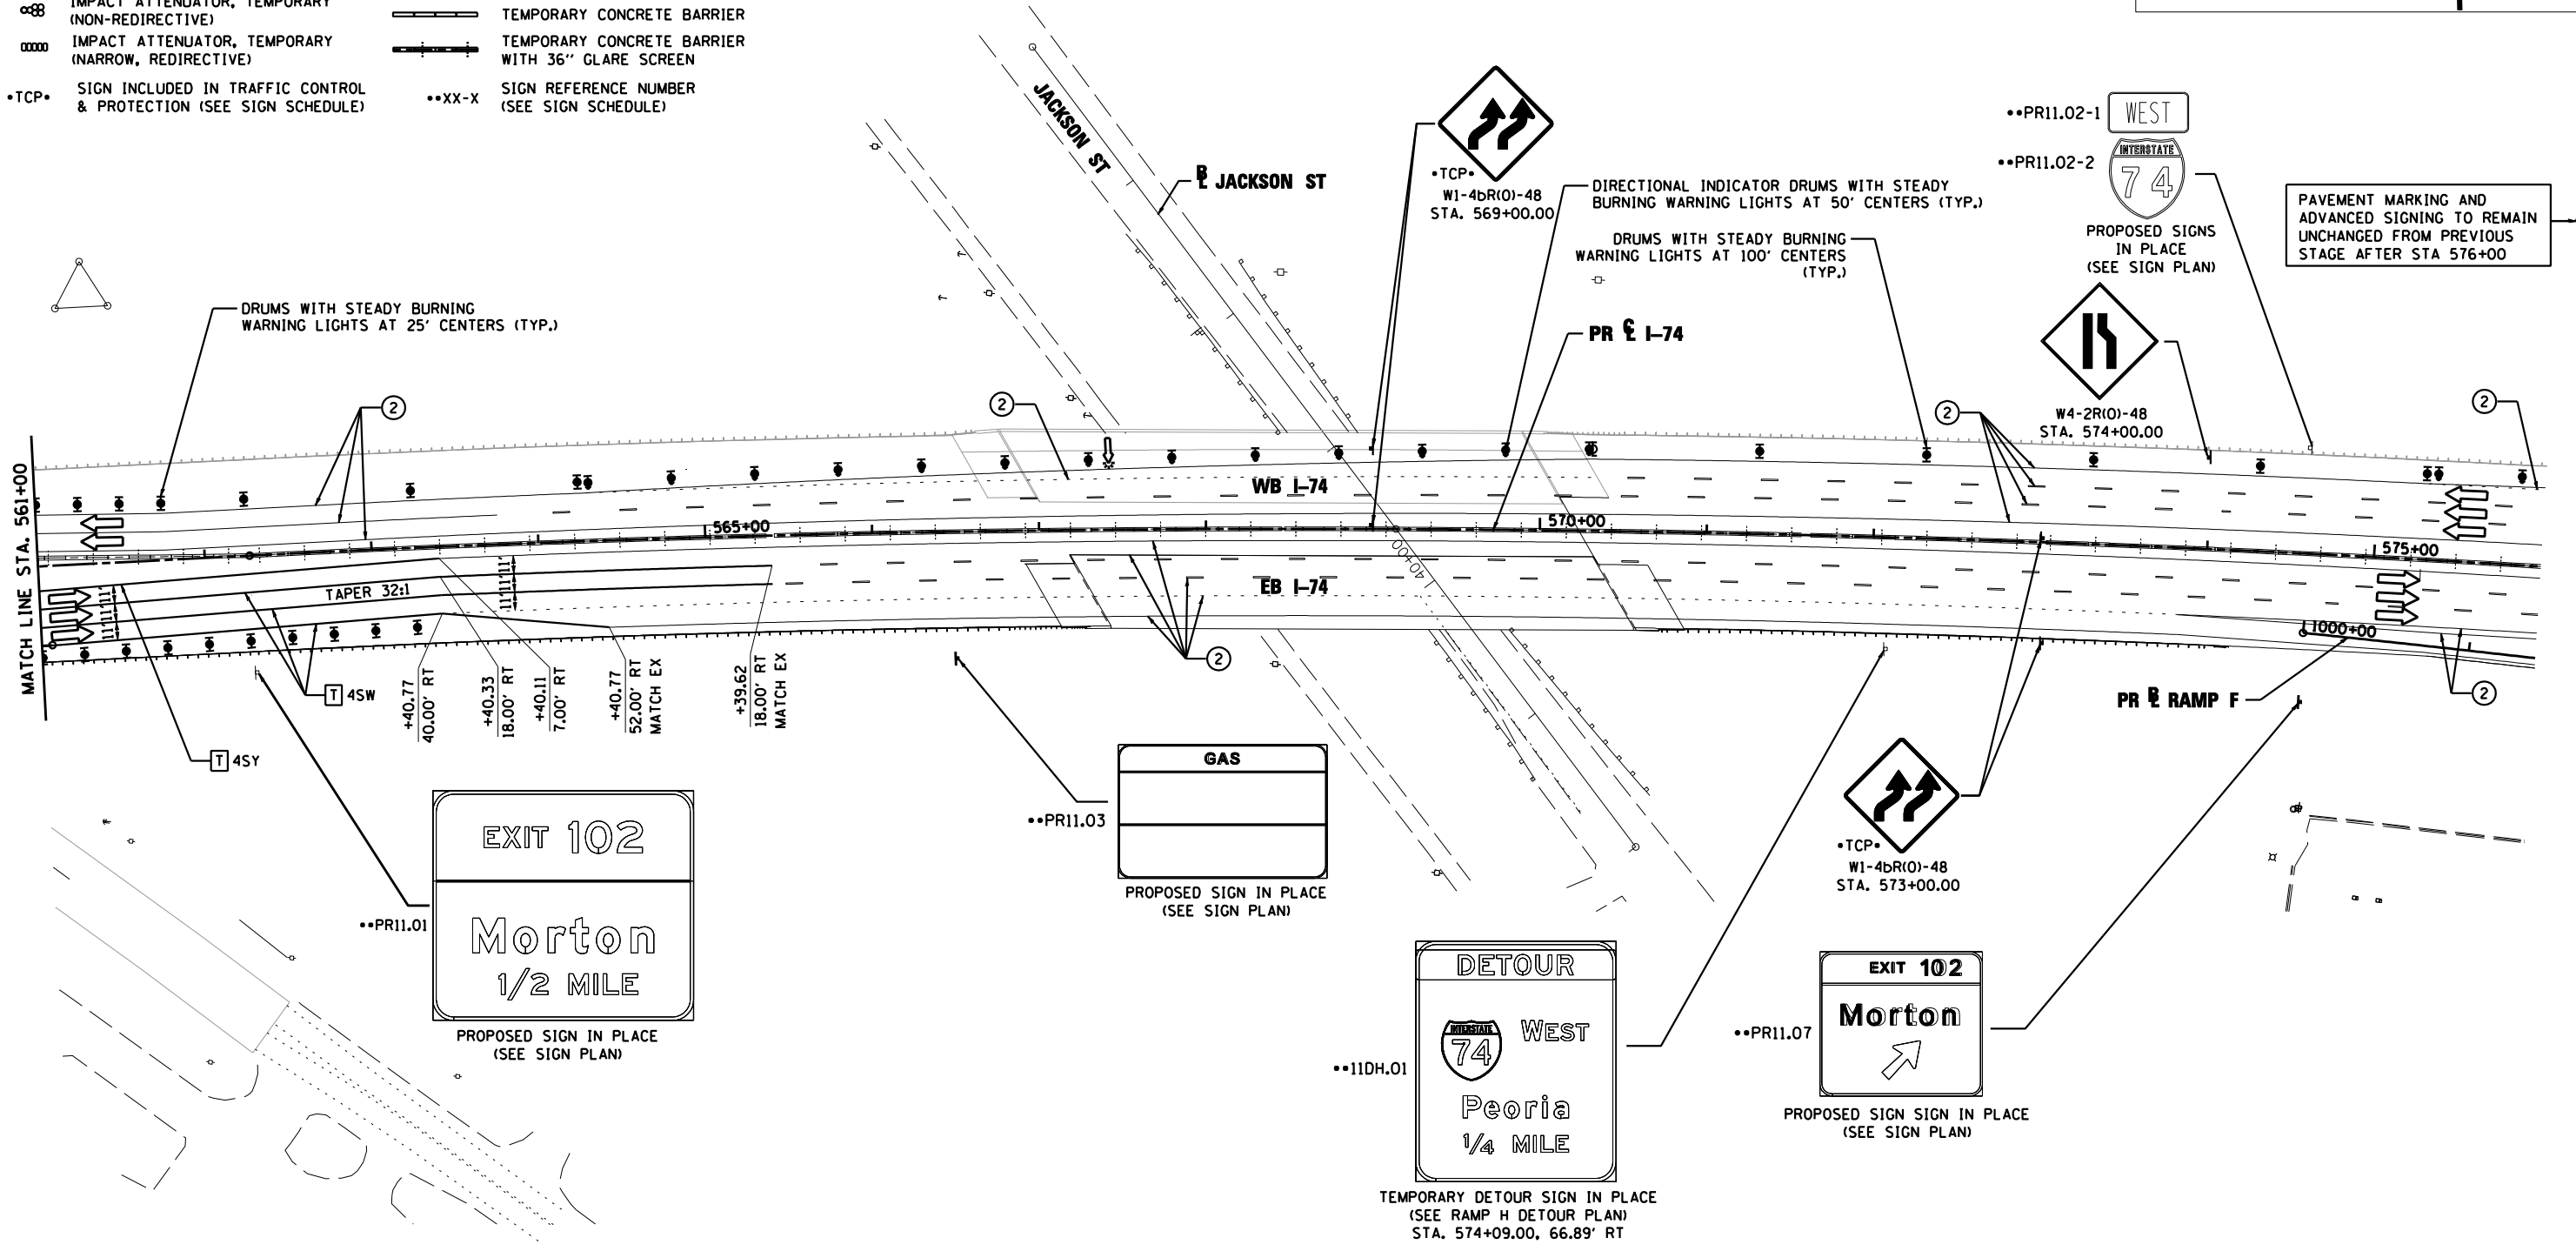 IMPACT ATTENUATOR, TEMPORARY
(NON-REDIRECTIVE)
IMPACT ATTENUATOR, TEMPORARY
(NARROW, REDIRECTIVE)
•TCP•
SIGN INCLUDED IN TRAFFIC CONTROL
& PROTECTION (SEE SIGN SCHEDULE)
TEMPORARY CONCRETE BARRIER
TEMPORARY CONCRETE BARRIER
WITH 36'' GLARE SCREEN
••XX-X
SIGN REFERENCE NUMBER
(SEE SIGN SCHEDULE)
JACKSON ST
BL JACKSON ST
•TCP•
W1-4bR(O)-48
STA. 569+00.00
DIRECTIONAL INDICATOR DRUMS WITH STEADY
BURNING WARNING LIGHTS AT 50' CENTERS (TYP.)
DRUMS WITH STEADY BURNING
WARNING LIGHTS AT 100' CENTERS
(TYP.)
PR CL I-74
••PR11.02-1
WEST
••PR11.02-2
INTERSTATE
74
PROPOSED SIGNS
IN PLACE
(SEE SIGN PLAN)
PAVEMENT MARKING AND
ADVANCED SIGNING TO REMAIN
UNCHANGED FROM PREVIOUS
STAGE AFTER STA 576+00
DRUMS WITH STEADY BURNING
WARNING LIGHTS AT 25' CENTERS (TYP.)
W4-2R(O)-48
STA. 574+00.00
2
2
2
2
MATCH LINE STA. 561+00
WB I-74
565+00
570+00
575+00
TAPER 32:1
11'11'11'
11'11'11'
EB I-74
40+00
1000+00
2
2
T 4SW
T 4SY
+40.77
40.00' RT
+40.33
18.00' RT
+40.11
7.00' RT
+40.77
52.00' RT
MATCH EX
+39.62
18.00' RT
MATCH EX
PR BL RAMP F
••PR11.01
EXIT 102
Morton
1/2 MILE
PROPOSED SIGN IN PLACE
(SEE SIGN PLAN)
••PR11.03
GAS
PROPOSED SIGN IN PLACE
(SEE SIGN PLAN)
•TCP•
W1-4bR(O)-48
STA. 573+00.00
••11DH.01
DETOUR
INTERSTATE
74
WEST
Peoria
1/4 MILE
TEMPORARY DETOUR SIGN IN PLACE
(SEE RAMP H DETOUR PLAN)
STA. 574+09.00, 66.89' RT
••PR11.07
EXIT 102
Morton
PROPOSED SIGN SIGN IN PLACE
(SEE SIGN PLAN)